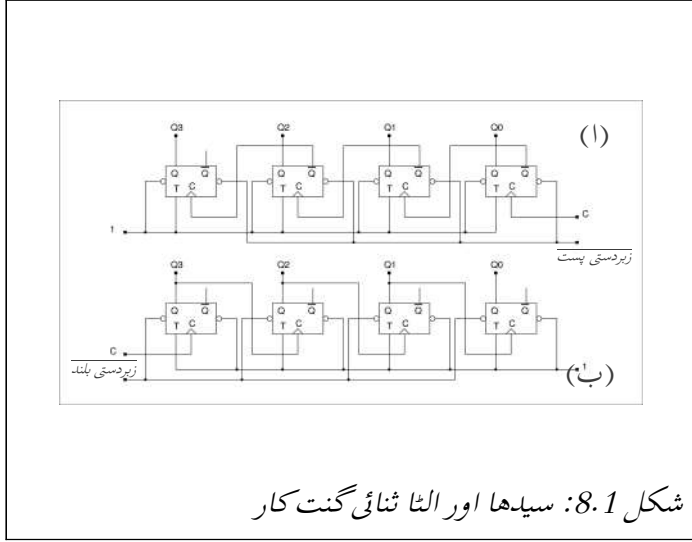 Q3 Q2 Q1 Q0 (ا)
Q Q̅ Q Q̅ Q Q̅ Q Q̅
T C T C T C T C
C
1
زبردستی پست
Q3 Q2 Q1 Q0
Q Q̅ Q Q̅ Q Q̅ Q Q̅
T C T C T C T C
C
1
زبردستی بلند
(ب)
شکل 8.1: سیدھا اور الٹا ثنائی گنت کار